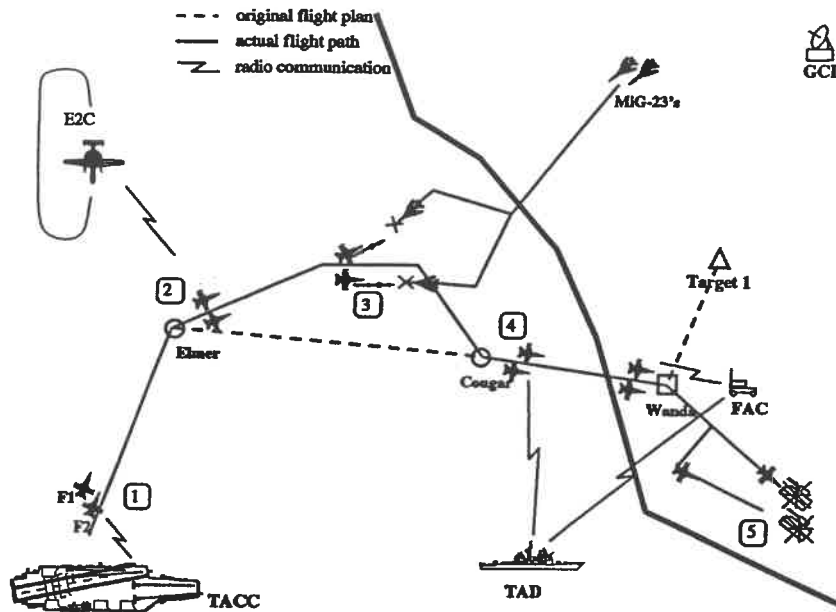 original flight plan
actual flight path
radio communication
GCI
E2C
MiG-23's
Target 1
2
3
4
Elmer
Cougar
Wanda
FAC
F1
1
F2
5
TACC
TAD